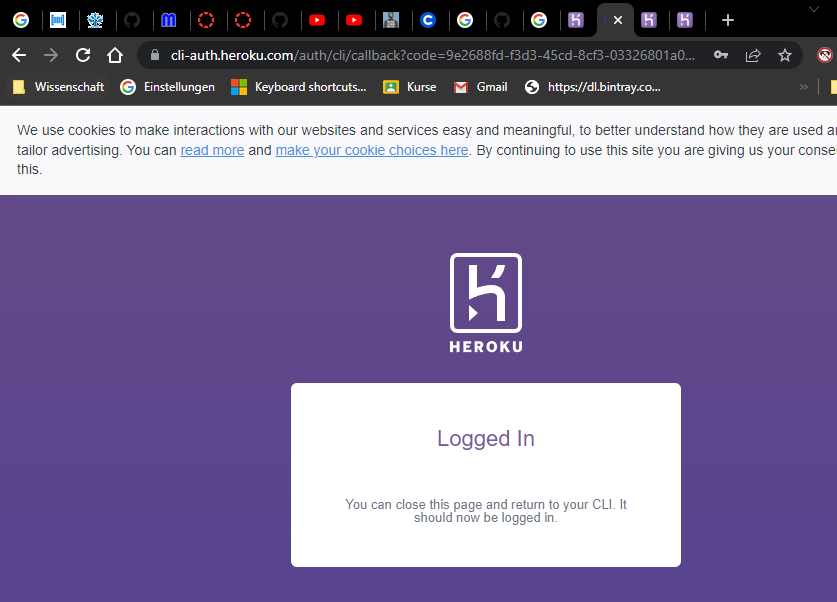 cli-auth.heroku.com/auth/cli/callback?code=9e2688fd-f3d3-45cd-8cf3-03326801a0...
Wissenschaft Einstellungen Keyboard shortcuts... Kurse Gmail https://dl.bintray.co... »
We use cookies to make interactions with our websites and services easy and meaningful, to better understand how they are used
tailor advertising. You can read more and make your cookie choices here. By continuing to use this site you are giving us your
this.
HEROKU
Logged In
You can close this page and return to your CLI. It
should now be logged in.